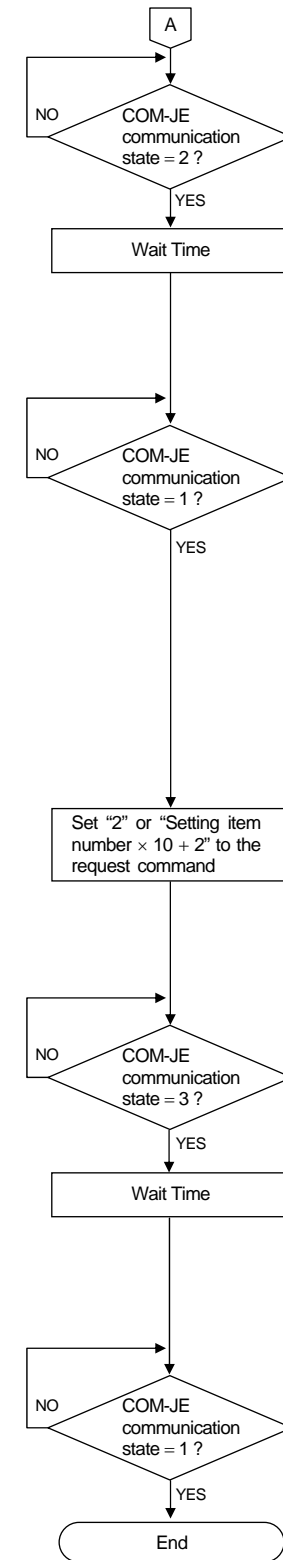 A
COM-JE
NO
communication
state = 2 ?
YES
Wait Time
COM-JE
NO
communication
state = 1 ?
YES
Set “2” or “Setting item
number × 10 + 2” to the
request command
COM-JE
NO
communication
state = 3 ?
YES
Wait Time
COM-JE
NO
communication
state = 1 ?
YES
End